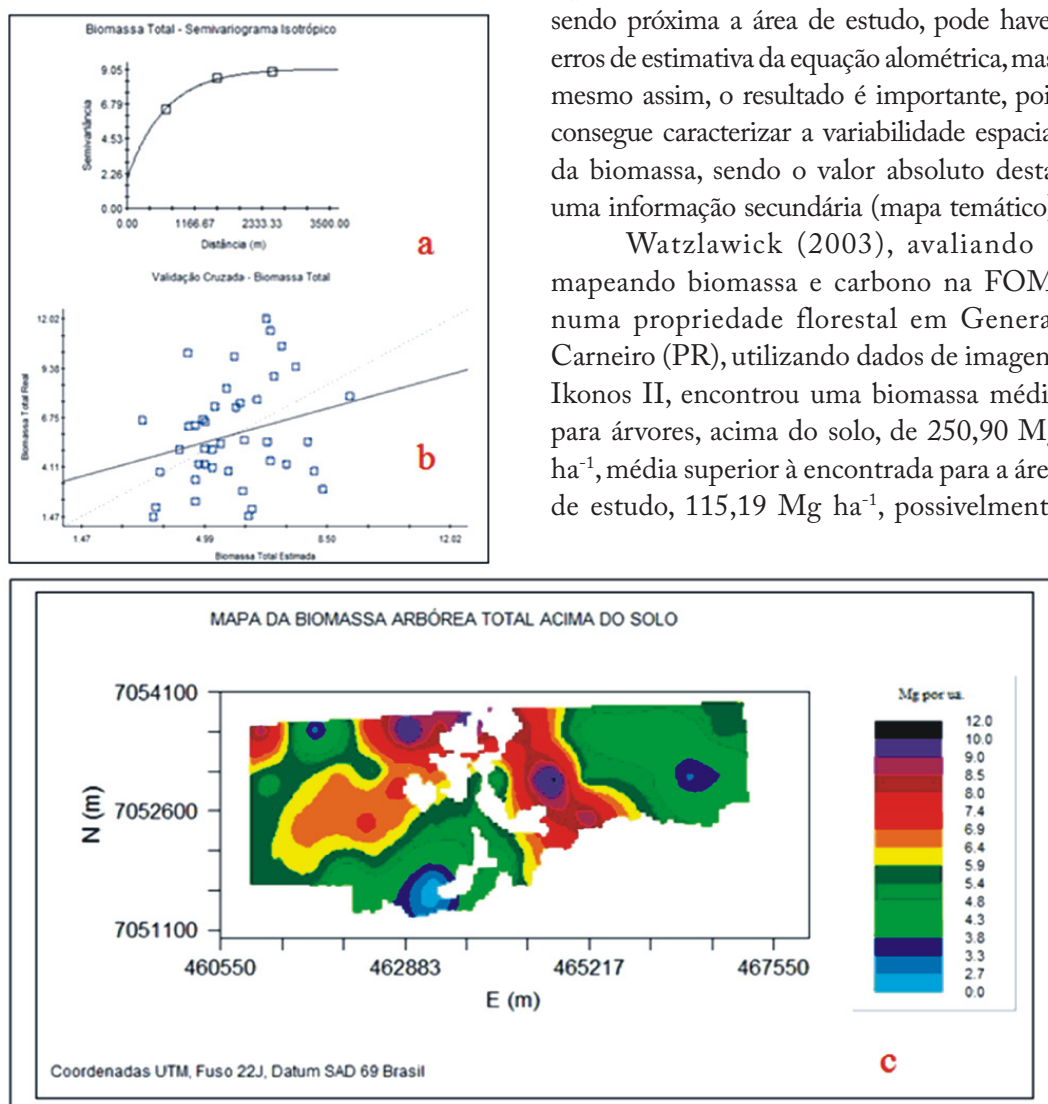 Biomassa Total - Semivariograma Isotrópico
9.05
6.79
4.53
2.26
0.00
Semivariância
0.00 1166.67 2333.33 3500.00
Distância (m)
a
Validação Cruzada - Biomassa Total
12.02
9.38
6.75
4.11
1.47
Biomassa Total Real
1.47 4.99 8.50 12.02
Biomassa Total Estimada
b
sendo próxima a área de estudo, pode have
erros de estimativa da equação alométrica, mas
mesmo assim, o resultado é importante, poi
consegue caracterizar a variabilidade espacia
da biomassa, sendo o valor absoluto desta
uma informação secundária (mapa temático
Watzlawick (2003), avaliando
mapeando biomassa e carbono na FOM
numa propriedade florestal em Genera
Carneiro (PR), utilizando dados de imagen
Ikonos II, encontrou uma biomassa médi
para árvores, acima do solo, de 250,90 Mg
ha⁻¹, média superior à encontrada para a áre
de estudo, 115,19 Mg ha⁻¹, possivelment
MAPA DA BIOMASSA ARBÓREA TOTAL ACIMA DO SOLO
7054100
7052600
7051100
N (m)
460550 462883 465217 467550
E (m)
Mg por ua.
12.0
10.0
9.0
8.5
8.0
7.4
6.9
6.4
5.9
5.4
4.8
4.3
3.8
3.3
2.7
0.0
c
Coordenadas UTM, Fuso 22J, Datum SAD 69 Brasil